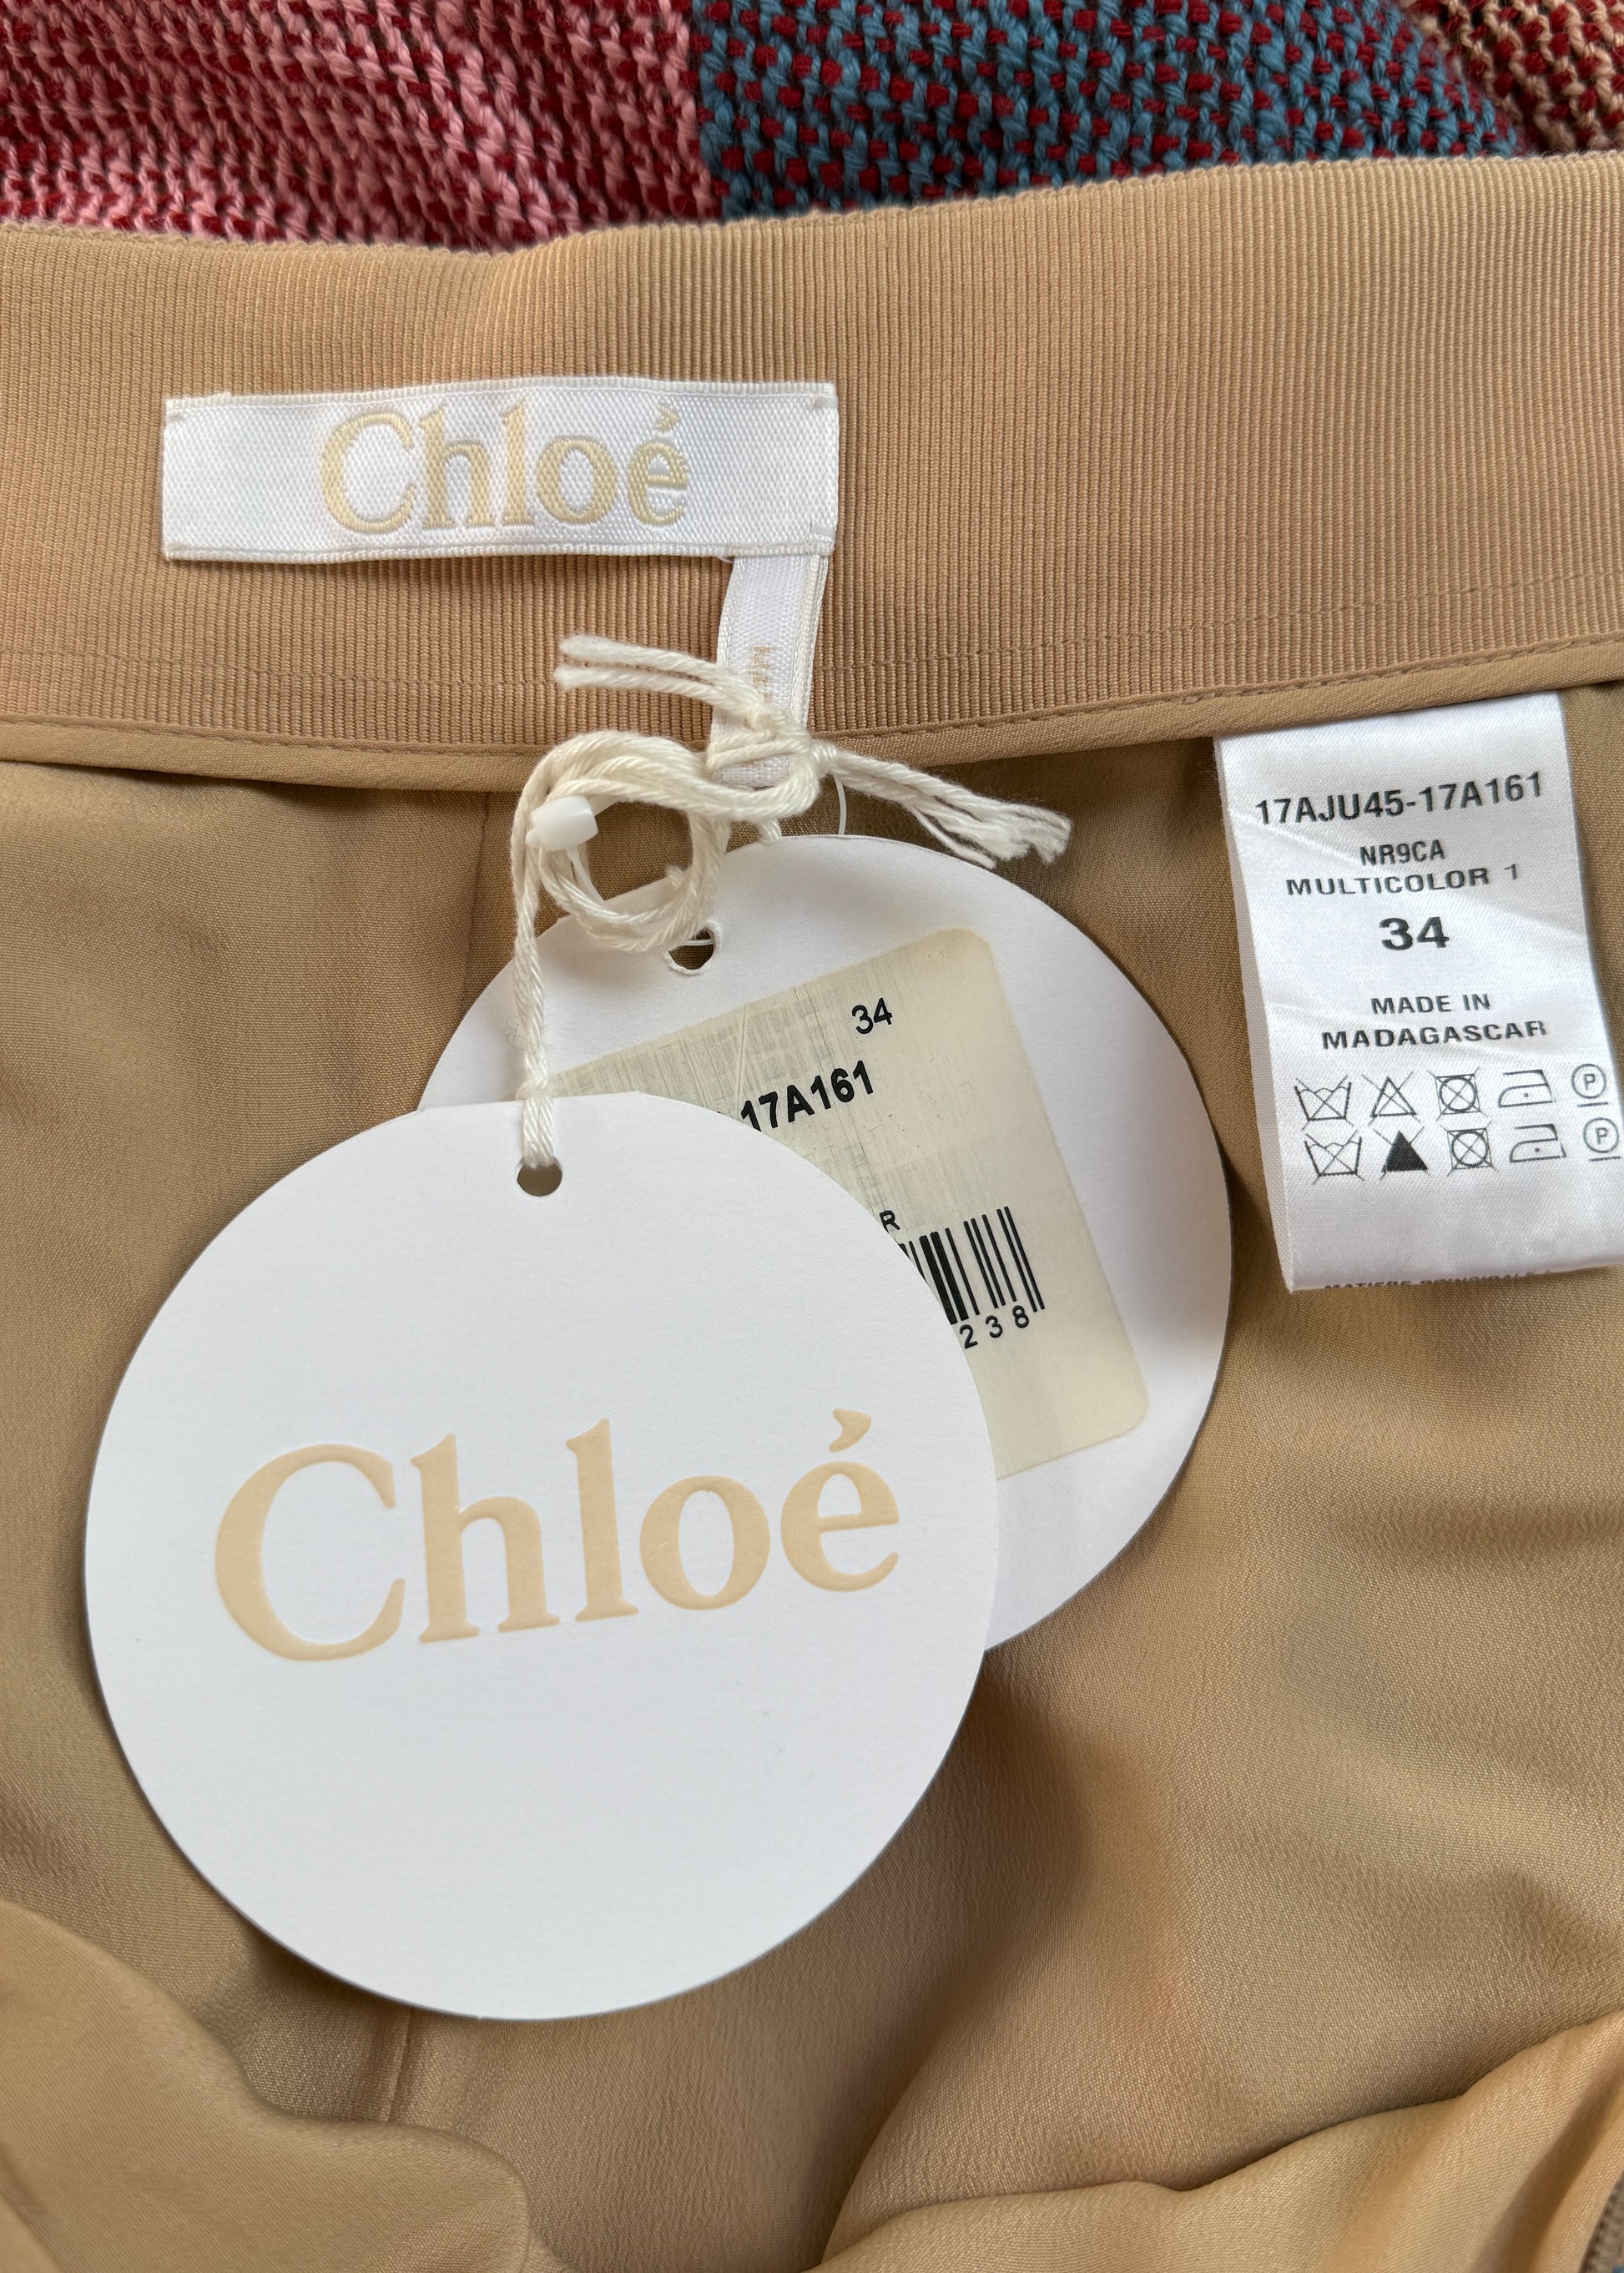 Chloé
17AJU45-17A161
NR9CA
MULTICOLOR 1
34
MADE IN
MADAGASCAR
P
P
34
17A161
R
238
Chloé